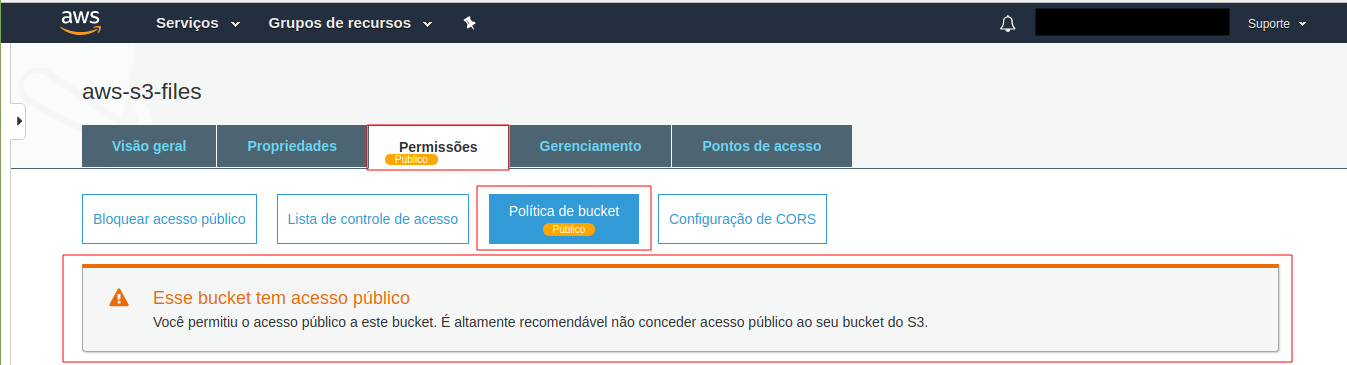 aws Serviços Grupos de recursos Suporte
aws-s3-files
Visão geral Propriedades Permissões Gerenciamento Pontos de acesso
Público
Bloquear acesso público Lista de controle de acesso Política de bucket Configuração de CORS
Público
Esse bucket tem acesso público
Você permitiu o acesso público a este bucket. É altamente recomendável não conceder acesso público ao seu bucket do S3.